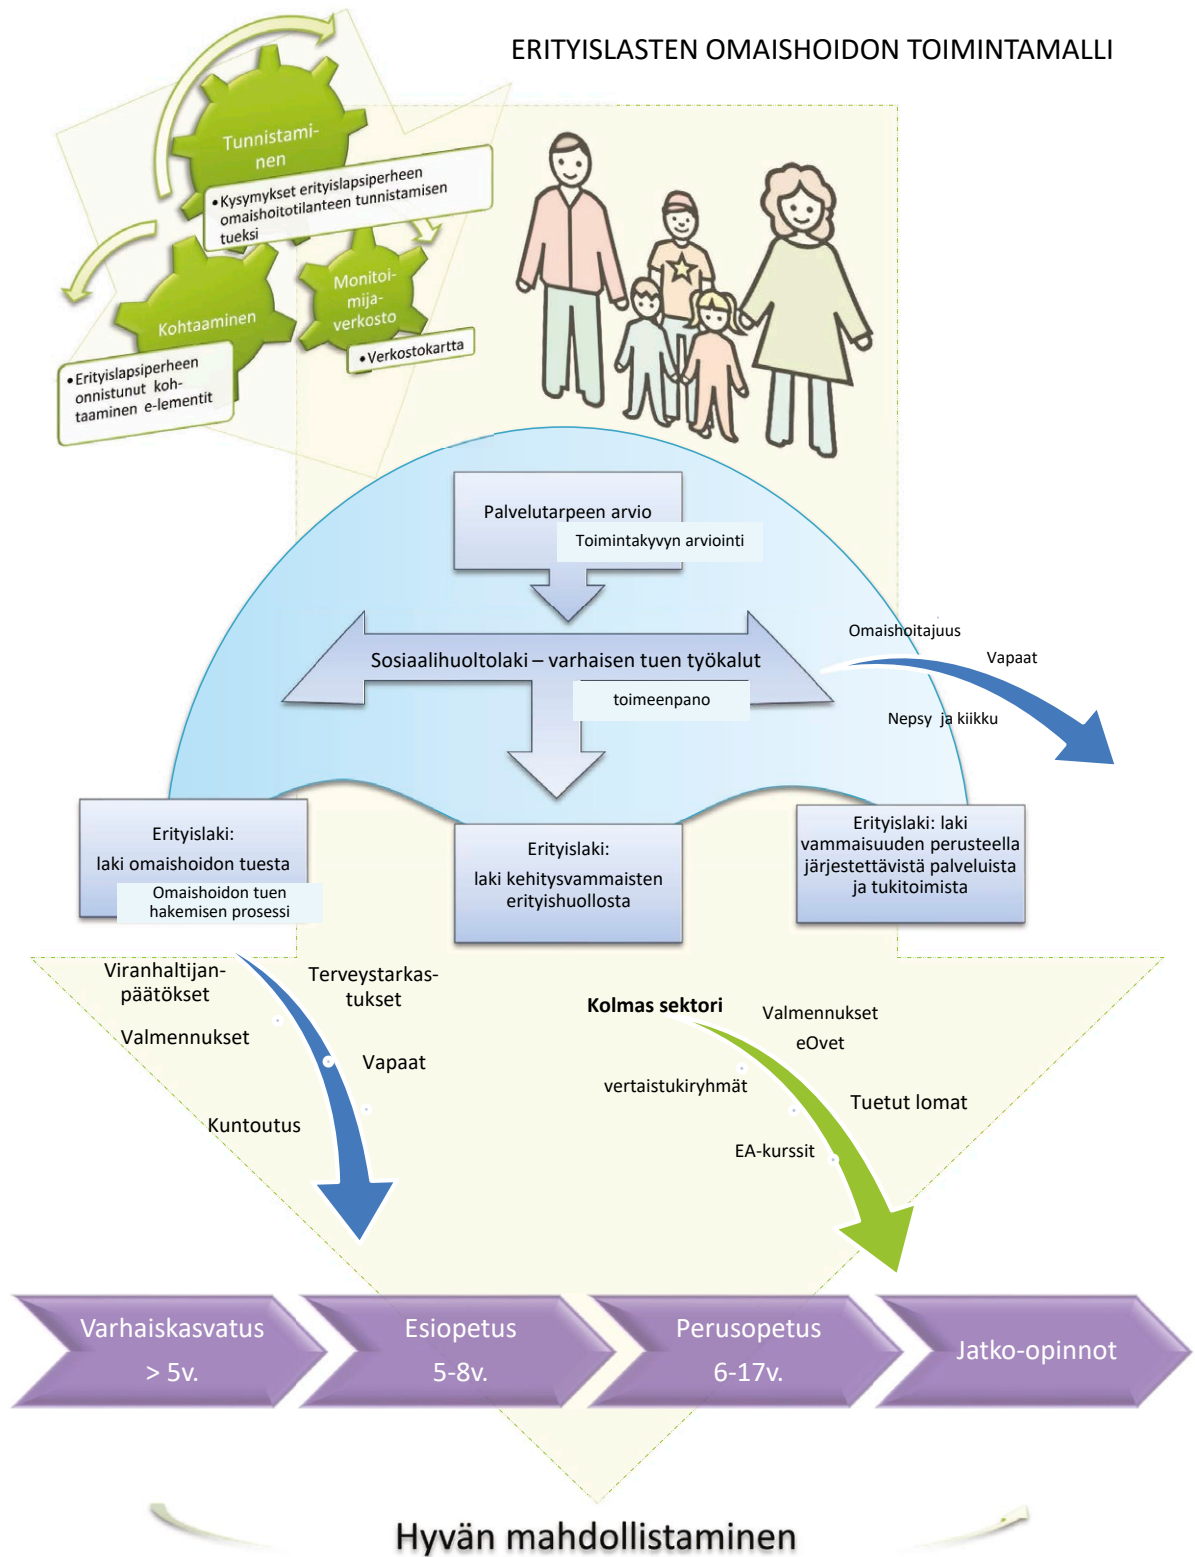 ERITYISLASTEN OMAISHOIDON TOIMINTAMALLI
Tunnistami-
nen
•Kysymykset erityislapsiperheen
omaishoitotilanteen tunnistamisen
tueksi
Kohtaaminen
•Erityislapsiperheen
onnistunut koh-
taaminen e-lementit
Monitoi-
mija-
verkosto
•Verkostokartta
Palvelutarpeen arvio
Toimintakyvyn arviointi
Sosiaalihuoltolaki – varhaisen tuen työkalut
toimeenpano
Omaishoitajuus
Vapaat
Nepsy ja kiikku
Erityislaki:
laki omaishoidon tuesta
Omaishoidon tuen
hakemisen prosessi
Erityislaki:
laki kehitysvammaisten
erityishuollosta
Erityislaki: laki
vammaisuuden perusteella
järjestettävistä palveluista
ja tukitoimista
Viranhaltijan-
päätökset
Terveystarkas-
tukset
Valmennukset
Vapaat
Kuntoutus
Kolmas sektori
Valmennukset
eOvet
vertaistukiryhmät
Tuetut lomat
EA-kurssit
Varhaiskasvatus
> 5v.
Esiopetus
5-8v.
Perusopetus
6-17v.
Jatko-opinnot
Hyvän mahdollistaminen